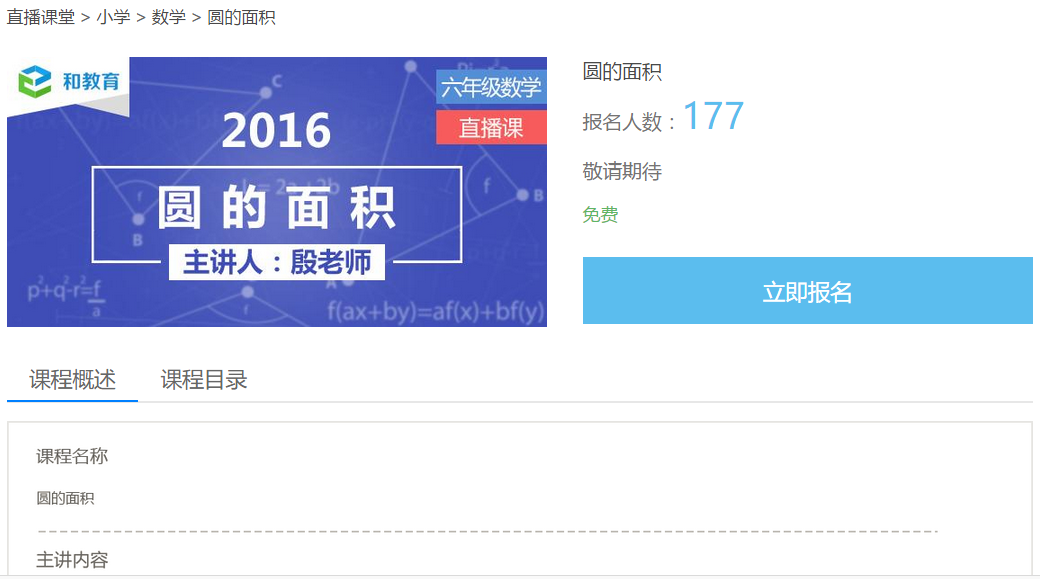 直播课堂 > 小学 > 数学 > 圆的面积
和教育
C
六年级数学
直播课
2016
f
B
圆的面积
f
B
主讲人：殷老师
A
p²+q²-r²=f/a
f
f(ax+by)=af(x)+bf(y)
圆的面积
报名人数：177
敬请期待
免费
立即报名
课程概述 课程目录
课程名称
圆的面积
主讲内容